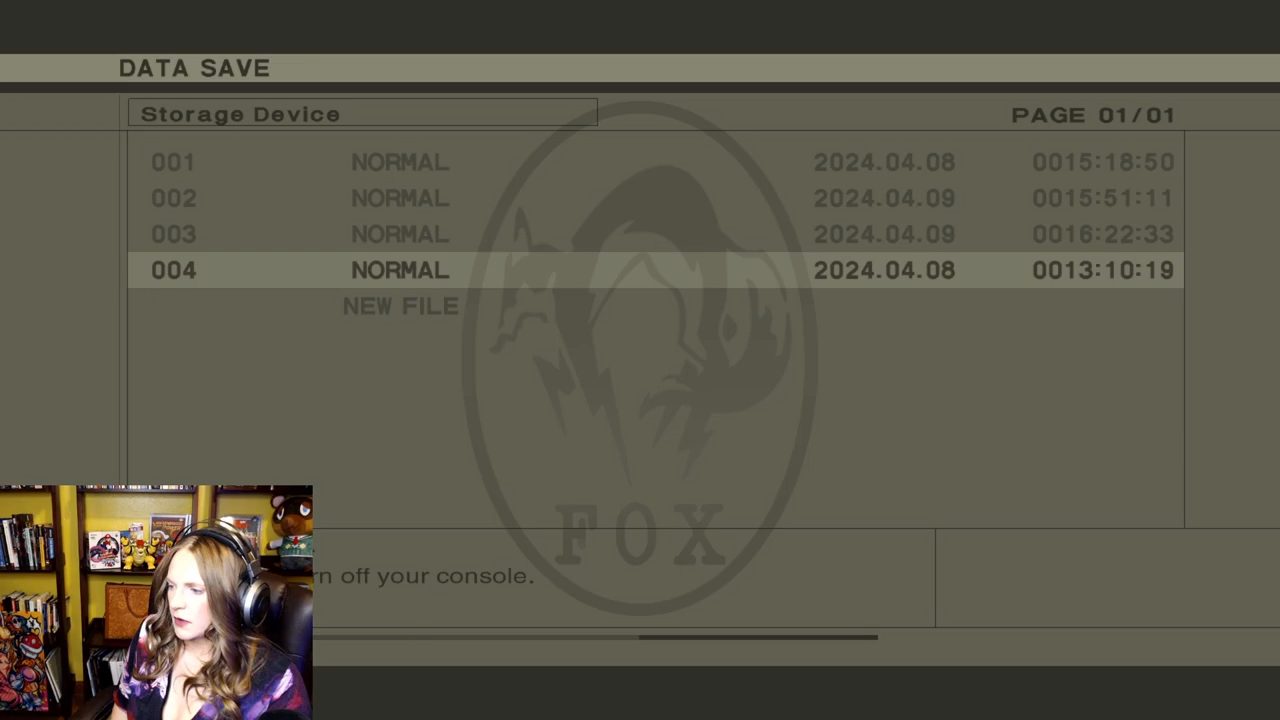 DATA SAVE
Storage Device PAGE 01/01
001 NORMAL 2024.04.08 0015:18:50
002 NORMAL 2024.04.09 0015:51:11
003 NORMAL 2024.04.09 0016:22:33
004 NORMAL 2024.04.08 0013:10:19
NEW FILE
FOX
off your console.